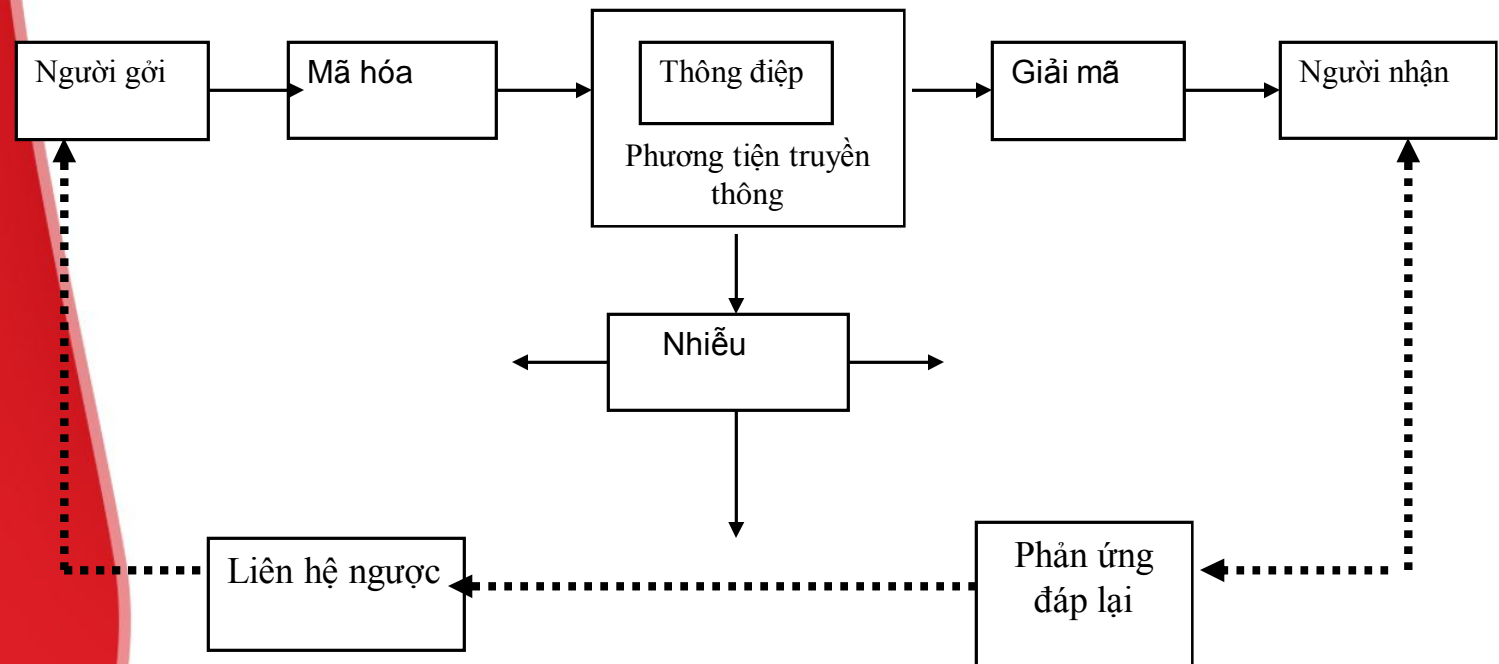 Người gởi
Mã hóa
Thông điệp
Phương tiện truyền
thông
Giải mã
Người nhận
Nhiễu
Liên hệ ngược
Phản ứng
đáp lại